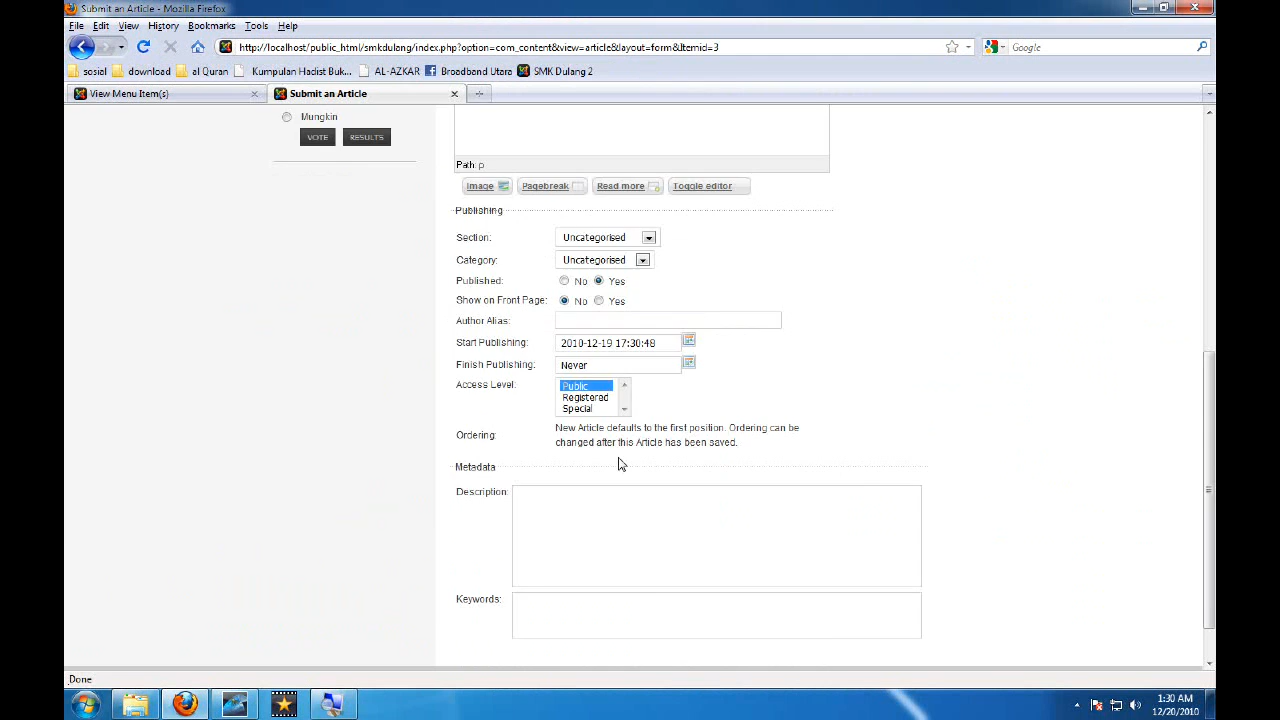 Submit an Article - Mozilla Firefox
File Edit View History Bookmarks Tools Help
http://localhost/public_html/smkdulang/index.php?option=com_content&view=article&layout=form&Itemid=3
Google
sosial download al Quran Kumpulan Hadist Buk... AL-AZKAR Broadband Utara SMK Dulang 2
View Menu Item(s) Submit an Article
Mungkin
VOTE RESULTS
Path: p
Image Pagebreak Read more Toggle editor
Publishing
Section: Uncategorised
Category: Uncategorised
Published: No Yes
Show on Front Page: No Yes
Author Alias:
Start Publishing: 2010-12-19 17:30:48
Finish Publishing: Never
Access Level: Public
Registered
Special
New Article defaults to the first position. Ordering can be
Ordering:
changed after this Article has been saved.
Metadata
Description:
Keywords:
Done
1:30 AM
12/20/2010